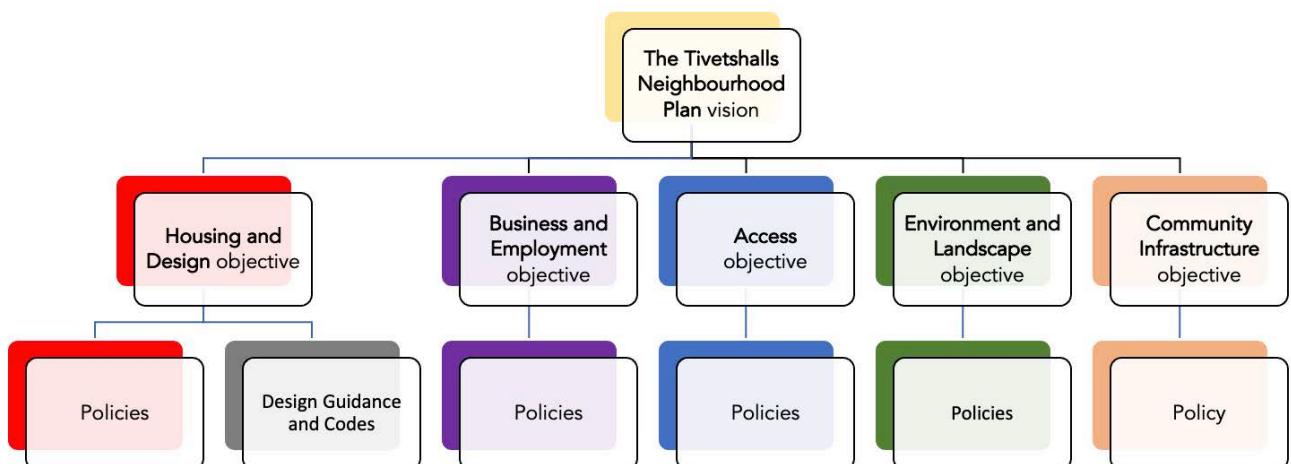 The Tivetshalls
Neighbourhood
Plan vision
Housing and
Design objective
Business and
Employment
objective
Access
objective
Environment and
Landscape
objective
Community
Infrastructure
objective
Policies
Design Guidance
and Codes
Policies
Policies
Policies
Policy